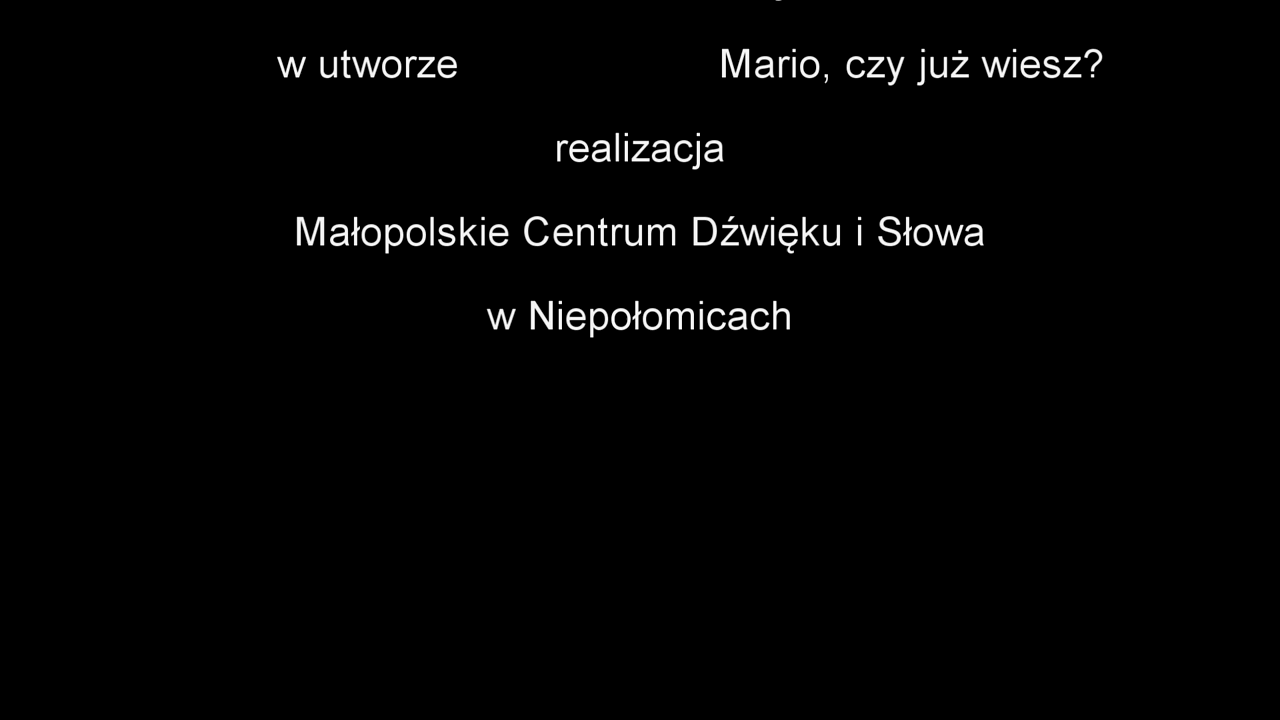 w utworze Mario, czy już wiesz?
realizacja
Małopolskie Centrum Dźwięku i Słowa
w Niepołomicach